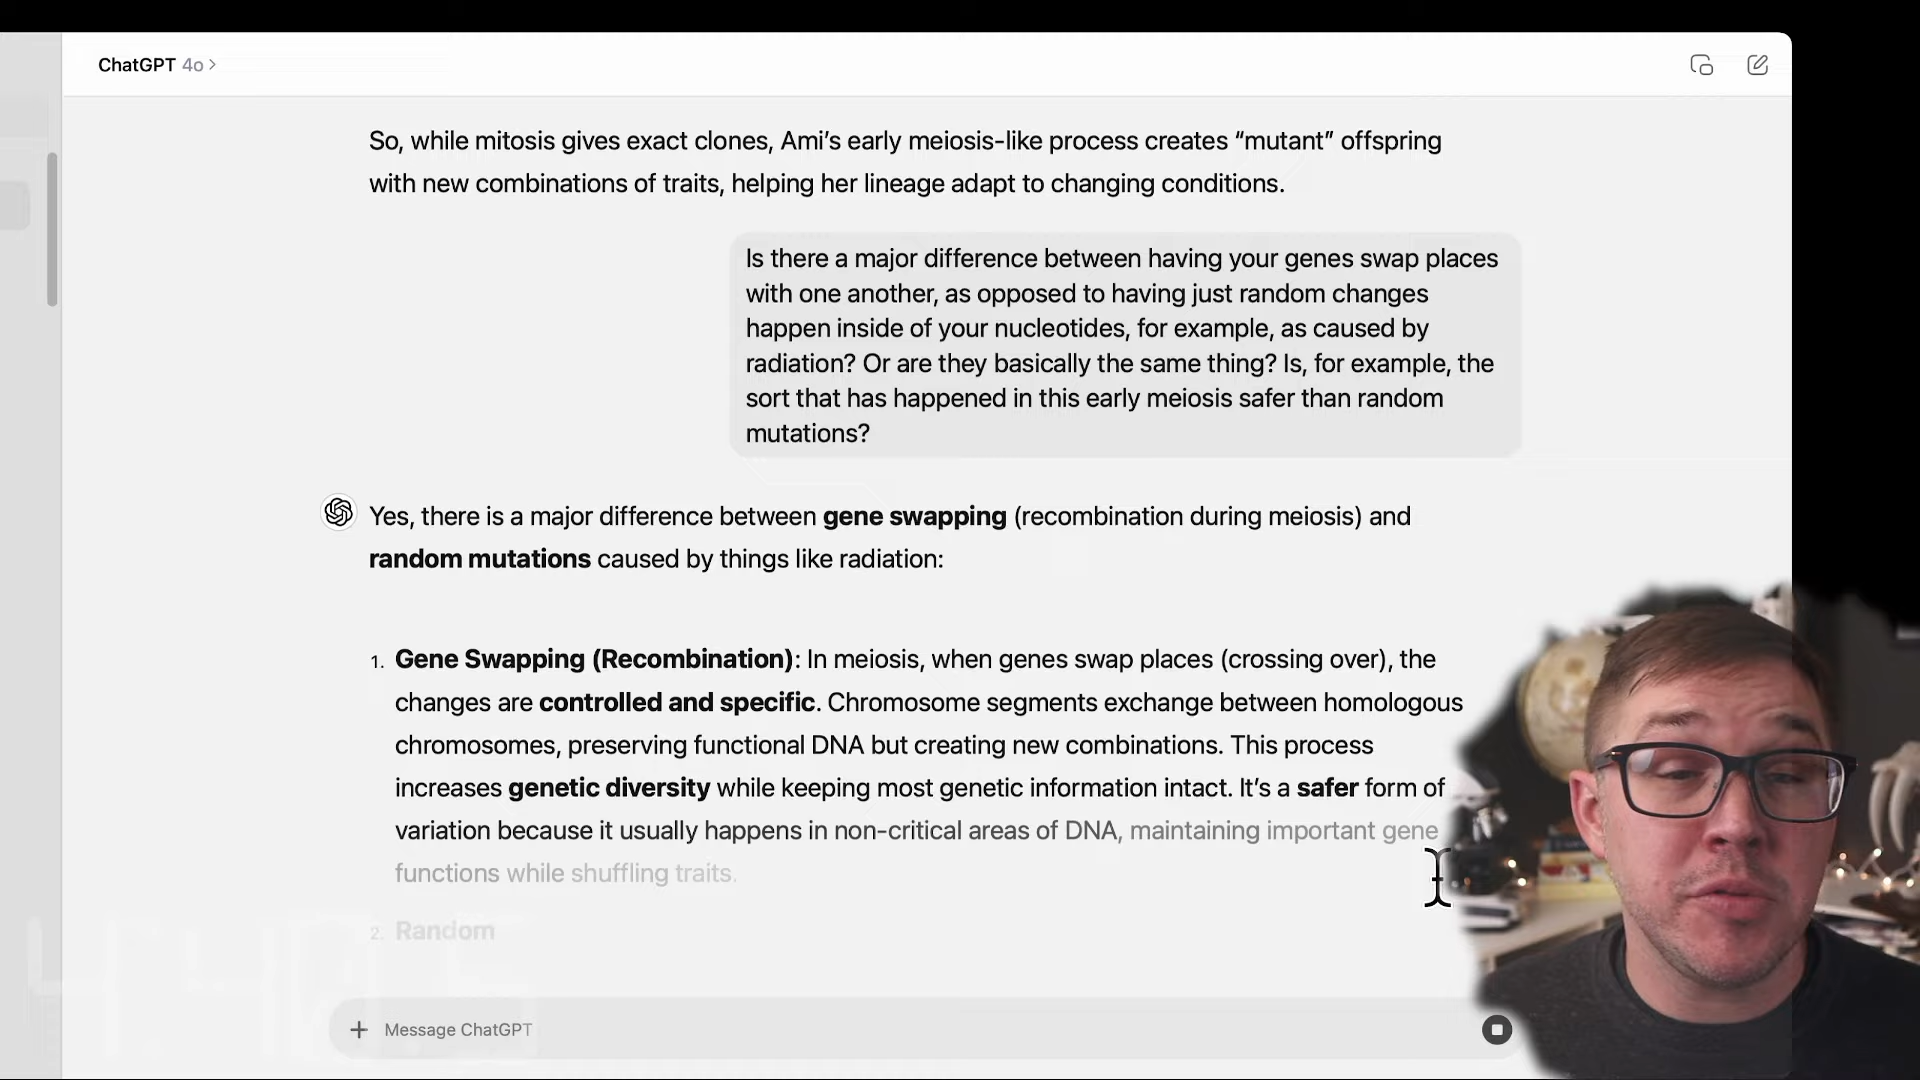 ChatGPT 4o >
So, while mitosis gives exact clones, Ami’s early meiosis-like process creates “mutant” offspring
with new combinations of traits, helping her lineage adapt to changing conditions.
Is there a major difference between having your genes swap places
with one another, as opposed to having just random changes
happen inside of your nucleotides, for example, as caused by
radiation? Or are they basically the same thing? Is, for example, the
sort that has happened in this early meiosis safer than random
mutations?
Yes, there is a major difference between gene swapping (recombination during meiosis) and
random mutations caused by things like radiation:
1. Gene Swapping (Recombination): In meiosis, when genes swap places (crossing over), the
changes are controlled and specific. Chromosome segments exchange between homologous
chromosomes, preserving functional DNA but creating new combinations. This process
increases genetic diversity while keeping most genetic information intact. It’s a safer form of
variation because it usually happens in non-critical areas of DNA, maintaining important gene
functions while shuffling traits.
2. Random
Message ChatGPT